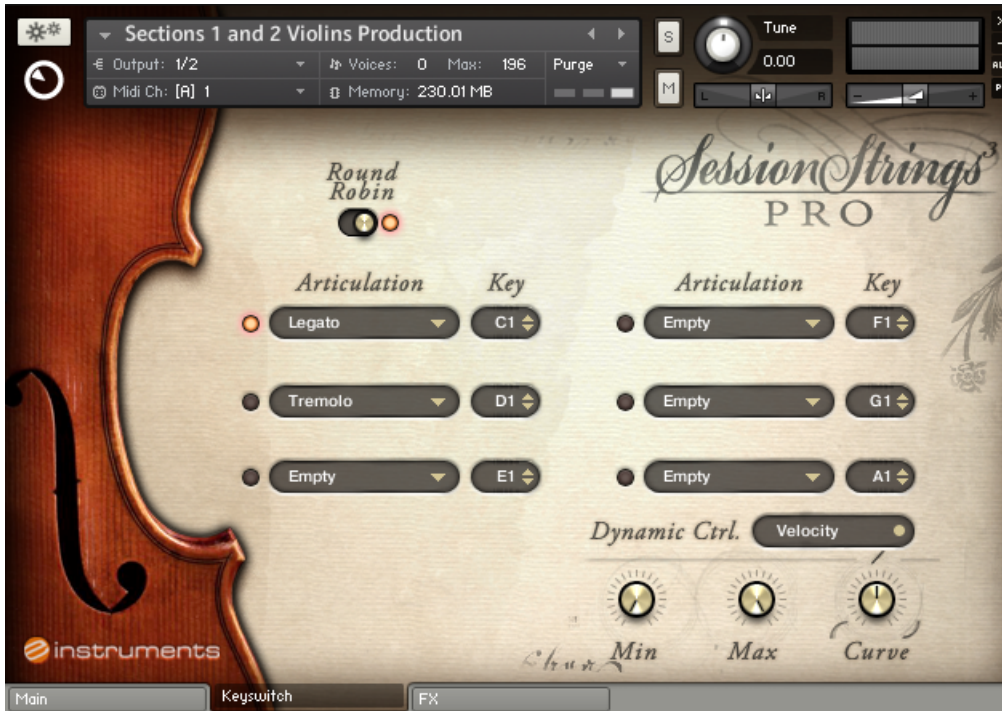 Sections 1 and 2 Violins Production
Output: 1/2 Voices: 0 Max: 196 Purge
Midi Ch: [A] 1 Memory: 230.01 MB
S
M
Tune
0.00
L R
- +
Session Strings 3
PRO
Round
Robin
Articulation Key Articulation Key
Legato C1 Empty F1
Tremolo D1 Empty G1
Empty E1 Empty A1
Dynamic Ctrl. Velocity
Min Max Curve
e instruments
Main Keyswitch FX